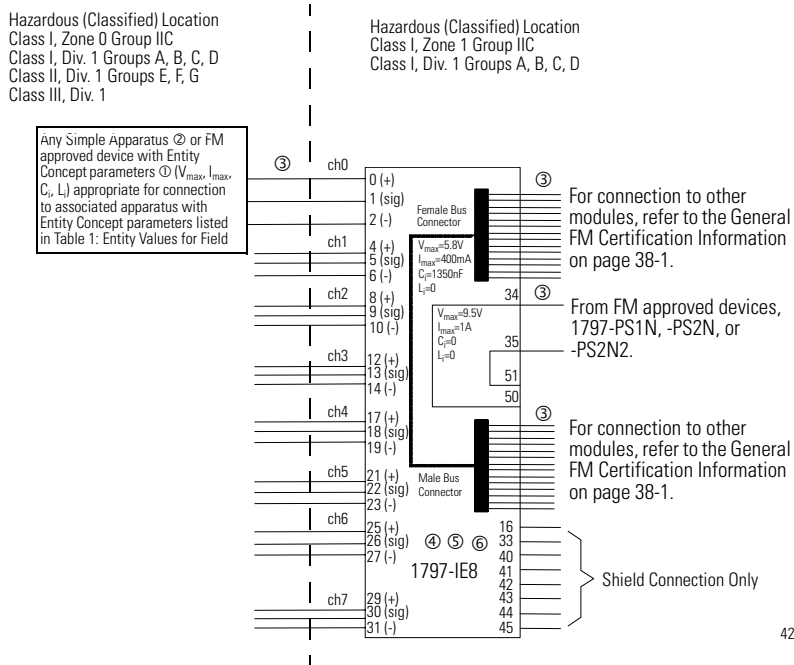 Hazardous (Classified) Location
Class I, Zone 0 Group IIC
Class I, Div. 1 Groups A, B, C, D
Class II, Div. 1 Groups E, F, G
Class III, Div. 1
Hazardous (Classified) Location
Class I, Zone 1 Group IIC
Class I, Div. 1 Groups A, B, C, D
Any Simple Apparatus ② or FM
approved device with Entity
Concept parameters ① (Vmax, Imax,
Ci, Li) appropriate for connection
to associated apparatus with
Entity Concept parameters listed
in Table 1: Entity Values for Field
③
ch0
0 (+)
1 (sig)
2 (-)
ch1
4 (+)
5 (sig)
6 (-)
ch2
8 (+)
9 (sig)
10 (-)
ch3
12 (+)
13 (sig)
14 (-)
ch4
17 (+)
18 (sig)
19 (-)
ch5
21 (+)
22 (sig)
23 (-)
ch6
25 (+)
26 (sig)
27 (-)
ch7
29 (+)
30 (sig)
31 (-)
Female Bus
Connector
Vmax=5.8V
Imax=400mA
Ci=1350nF
Li=0
Vmax=9.5V
Imax=1A
Ci=0
Li=0
34
35
51
50
Male Bus
Connector
④ ⑤ ⑥
1797-IE8
16
33
40
41
42
43
44
45
③
For connection to other
modules, refer to the General
FM Certification Information
on page 38-1.
③
From FM approved devices,
1797-PS1N, -PS2N, or
-PS2N2.
③
For connection to other
modules, refer to the General
FM Certification Information
on page 38-1.
Shield Connection Only
42